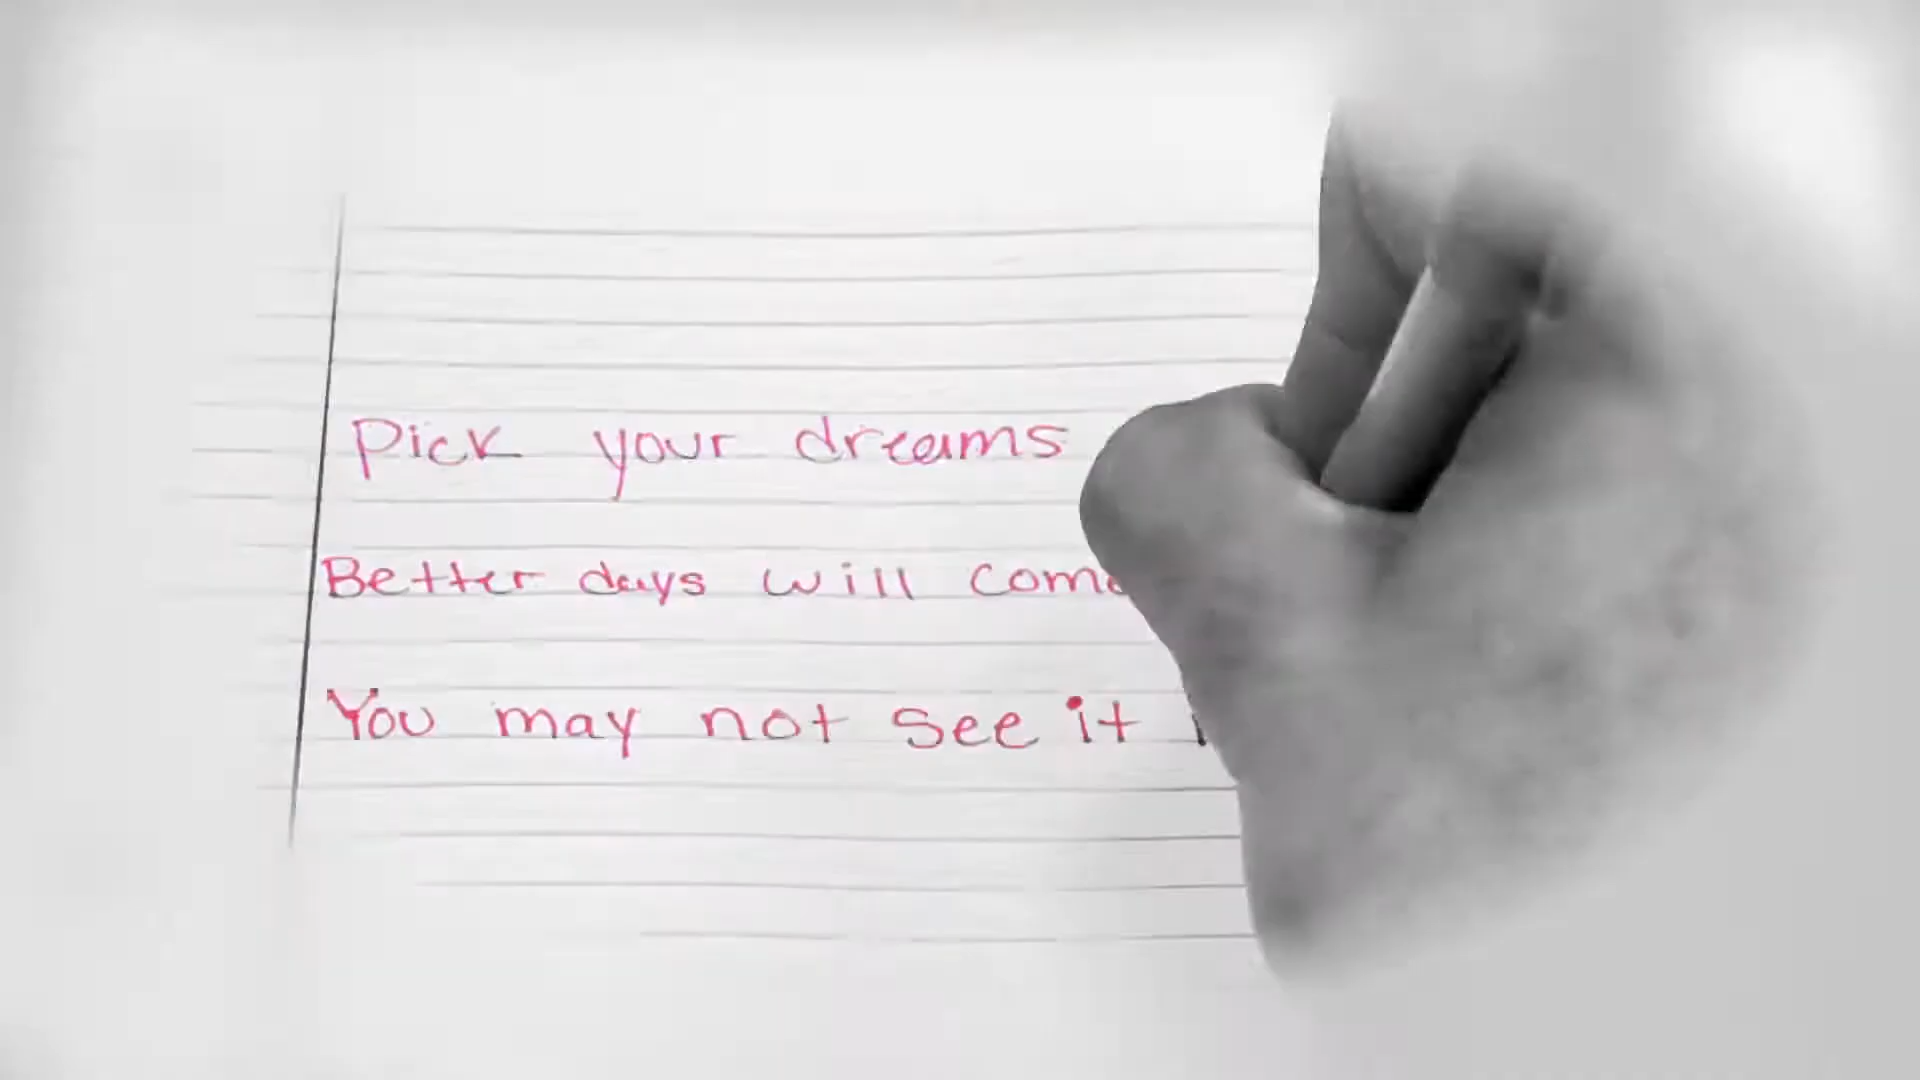 Pick your dreams
Better days will come
You may not see it